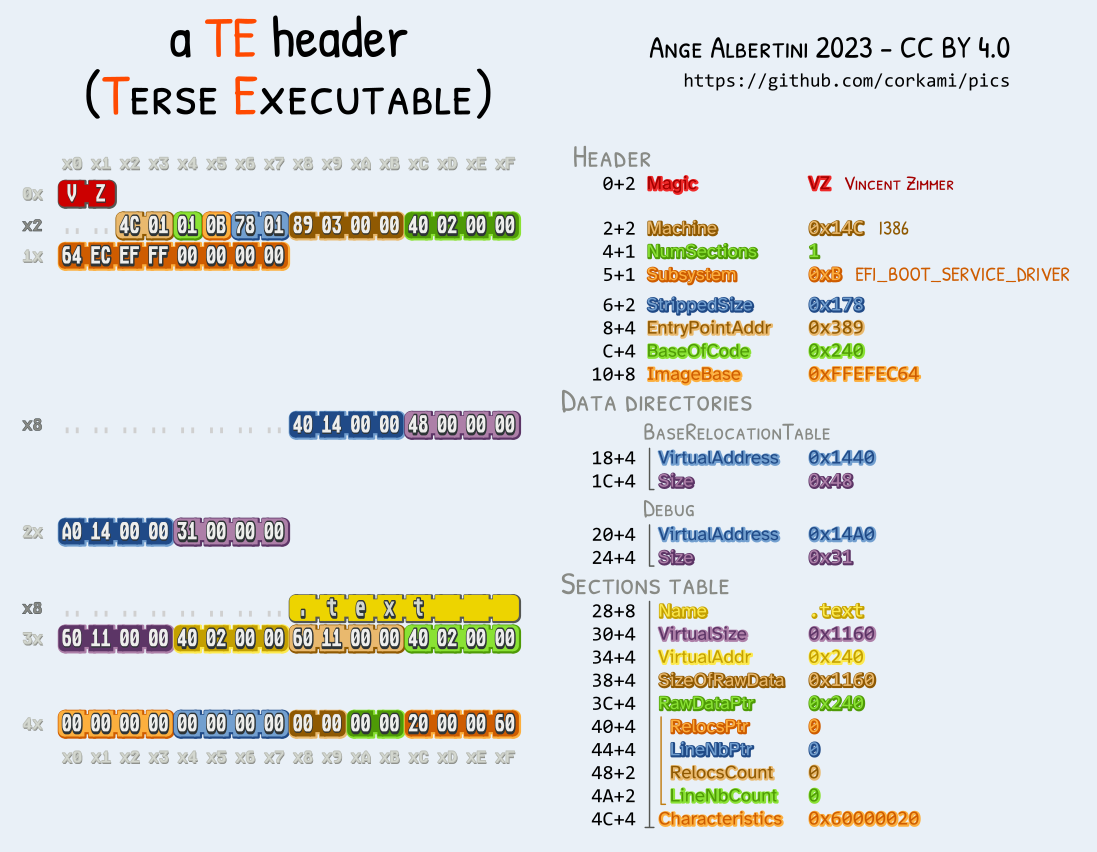 a TE header
(Terse Executable)
Ange Albertini 2023 - CC BY 4.0
https://github.com/corkami/pics
x0 x1 x2 x3 x4 x5 x6 x7 x8 x9 xA xB xC xD xE xF
0x V Z
x2 .. .. 4C 01 01 0B 78 01 89 03 00 00 40 02 00 00
1x 64 EC EF FF 00 00 00 00
x8 .. .. .. .. .. .. .. .. 40 14 00 00 48 00 00 00
2x A0 14 00 00 31 00 00 00
x8 .. .. .. .. .. .. .. .. . t e x t
3x 60 11 00 00 40 02 00 00 60 11 00 00 40 02 00 00
4x 00 00 00 00 00 00 00 00 00 00 00 00 20 00 00 60
x0 x1 x2 x3 x4 x5 x6 x7 x8 x9 xA xB xC xD xE xF
Header
0+2 Magic VZ Vincent Zimmer
2+2 Machine 0x14C I386
4+1 NumSections 1
5+1 Subsystem 0xB EFI_BOOT_SERVICE_DRIVER
6+2 StrippedSize 0x178
8+4 EntryPointAddr 0x389
C+4 BaseOfCode 0x240
10+8 ImageBase 0xFFEFEC64
Data directories
BaseRelocationTable
18+4 VirtualAddress 0x1440
1C+4 Size 0x48
Debug
20+4 VirtualAddress 0x14A0
24+4 Size 0x31
Sections table
28+8 Name .text
30+4 VirtualSize 0x1160
34+4 VirtualAddr 0x240
38+4 SizeOfRawData 0x1160
3C+4 RawDataPtr 0x240
40+4 RelocsPtr 0
44+4 LineNbPtr 0
48+2 RelocsCount 0
4A+2 LineNbCount 0
4C+4 Characteristics 0x60000020